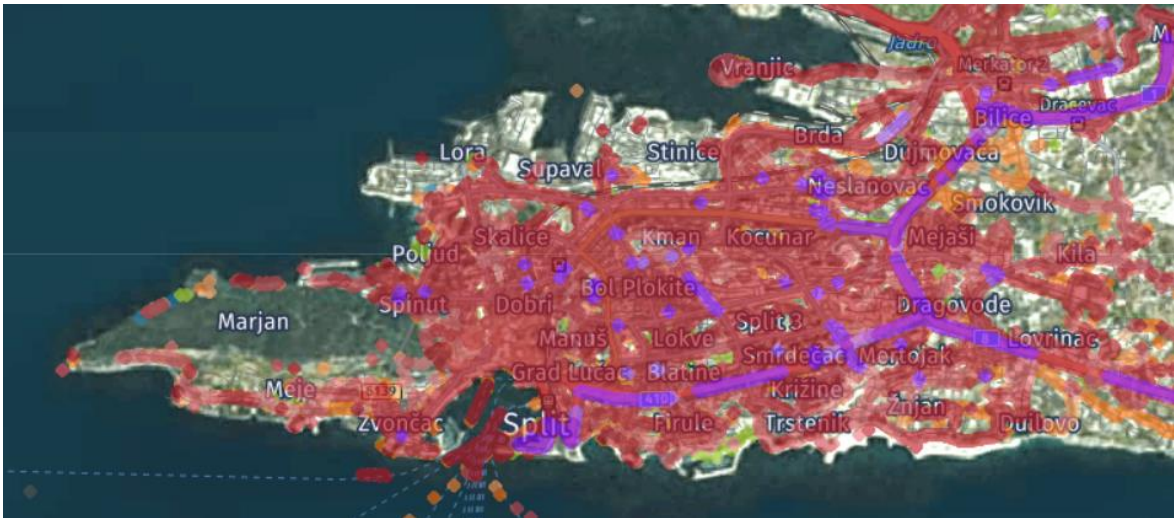 Jadro
Vranjic
Merkator 2
Dračevac
Bilice
Brda
Lora
Stinice
Dujmovača
Supaval
Neslanovac
Smokovik
Skalice
Kman
Kocunar
Mejaši
Kila
Poljud
Bol
Plokite
Spinut
Dobri
Dragovode
Marjan
Split 3
Manuš
Lokve
Lovrinac
Smrdečac
Mertojak
Grad
Lučac
Blatine
Meje
6139
Križine
410
Žnjan
Zvončac
Split
Firule
Trstenik
Duilovo